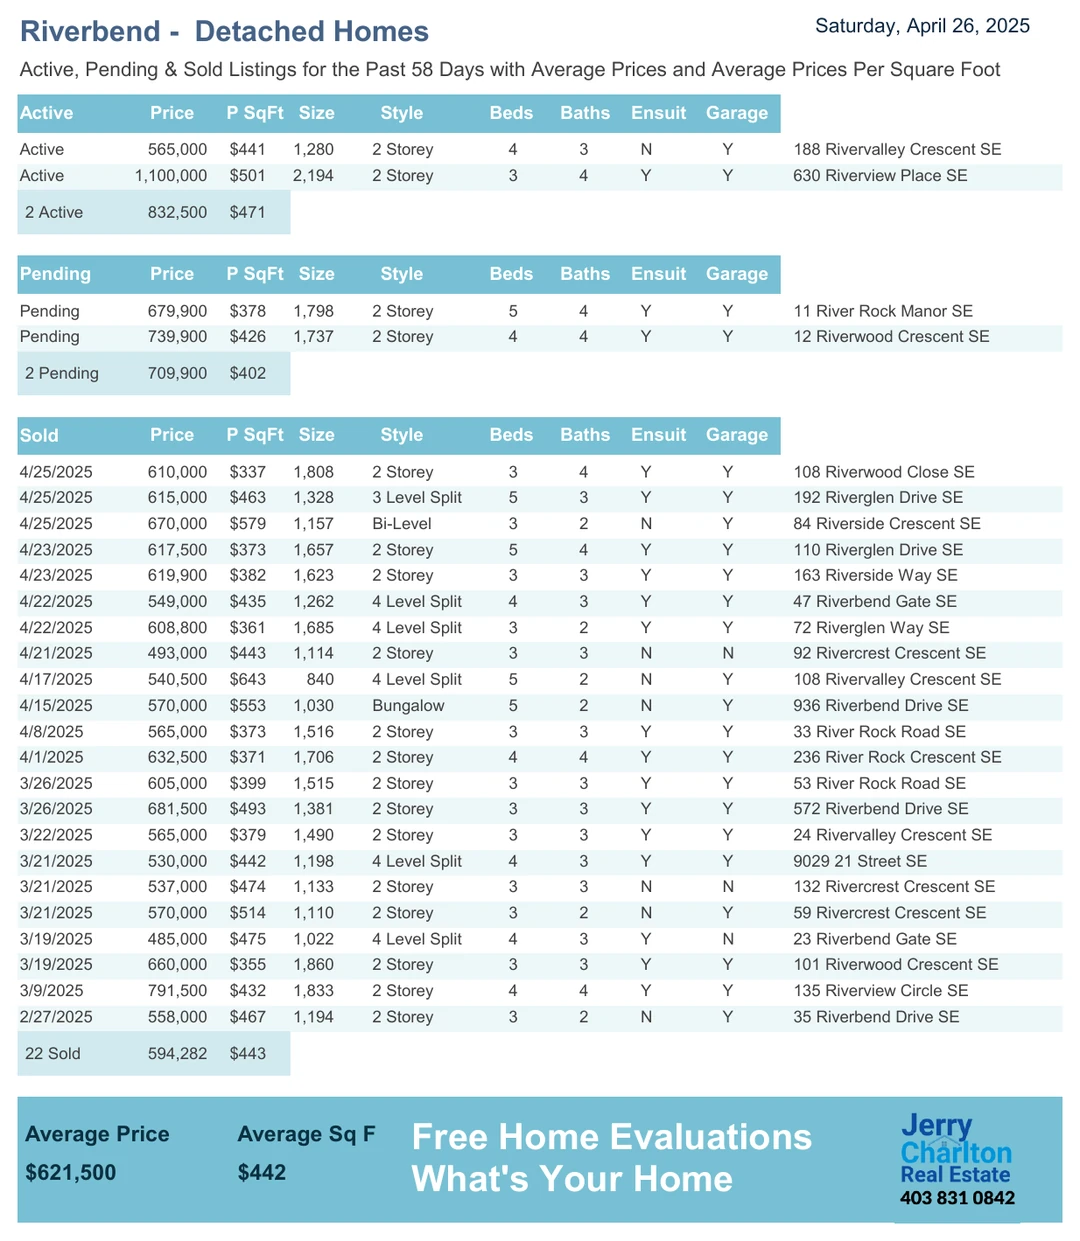 Riverbend - Detached Homes
Saturday, April 26, 2025
Active, Pending & Sold Listings for the Past 58 Days with Average Prices and Average Prices Per Square Foot
Active Price P SqFt Size Style Beds Baths Ensuit Garage
Active 565,000 $441 1,280 2 Storey 4 3 N Y 188 Rivervalley Crescent SE
Active 1,100,000 $501 2,194 2 Storey 3 4 Y Y 630 Riverview Place SE
2 Active 832,500 $471
Pending Price P SqFt Size Style Beds Baths Ensuit Garage
Pending 679,900 $378 1,798 2 Storey 5 4 Y Y 11 River Rock Manor SE
Pending 739,900 $426 1,737 2 Storey 4 4 Y Y 12 Riverwood Crescent SE
2 Pending 709,900 $402
Sold Price P SqFt Size Style Beds Baths Ensuit Garage
4/25/2025 610,000 $337 1,808 2 Storey 3 4 Y Y 108 Riverwood Close SE
4/25/2025 615,000 $463 1,328 3 Level Split 5 3 Y Y 192 Riverglen Drive SE
4/25/2025 670,000 $579 1,157 Bi-Level 3 2 N Y 84 Riverside Crescent SE
4/23/2025 617,500 $373 1,657 2 Storey 5 4 Y Y 110 Riverglen Drive SE
4/23/2025 619,900 $382 1,623 2 Storey 3 3 Y Y 163 Riverside Way SE
4/22/2025 549,000 $435 1,262 4 Level Split 4 3 Y Y 47 Riverbend Gate SE
4/22/2025 608,800 $361 1,685 4 Level Split 3 2 Y Y 72 Riverglen Way SE
4/21/2025 493,000 $443 1,114 2 Storey 3 3 N N 92 Rivercrest Crescent SE
4/17/2025 540,500 $643 840 4 Level Split 5 2 N Y 108 Rivervalley Crescent SE
4/15/2025 570,000 $553 1,030 Bungalow 5 2 N Y 936 Riverbend Drive SE
4/8/2025 565,000 $373 1,516 2 Storey 3 3 Y Y 33 River Rock Road SE
4/1/2025 632,500 $371 1,706 2 Storey 4 4 Y Y 236 River Rock Crescent SE
3/26/2025 605,000 $399 1,515 2 Storey 3 3 Y Y 53 River Rock Road SE
3/26/2025 681,500 $493 1,381 2 Storey 3 3 Y Y 572 Riverbend Drive SE
3/22/2025 565,000 $379 1,490 2 Storey 3 3 Y Y 24 Rivervalley Crescent SE
3/21/2025 530,000 $442 1,198 4 Level Split 4 3 Y Y 9029 21 Street SE
3/21/2025 537,000 $474 1,133 2 Storey 3 3 N N 132 Rivercrest Crescent SE
3/21/2025 570,000 $514 1,110 2 Storey 3 2 N Y 59 Rivercrest Crescent SE
3/19/2025 485,000 $475 1,022 4 Level Split 4 3 Y N 23 Riverbend Gate SE
3/19/2025 660,000 $355 1,860 2 Storey 3 3 Y Y 101 Riverwood Crescent SE
3/9/2025 791,500 $432 1,833 2 Storey 4 4 Y Y 135 Riverview Circle SE
2/27/2025 558,000 $467 1,194 2 Storey 3 2 N Y 35 Riverbend Drive SE
22 Sold 594,282 $443
Average Price Average Sq F
$621,500 $442
Free Home Evaluations
What's Your Home
Jerry
Charlton
Real Estate
403 831 0842